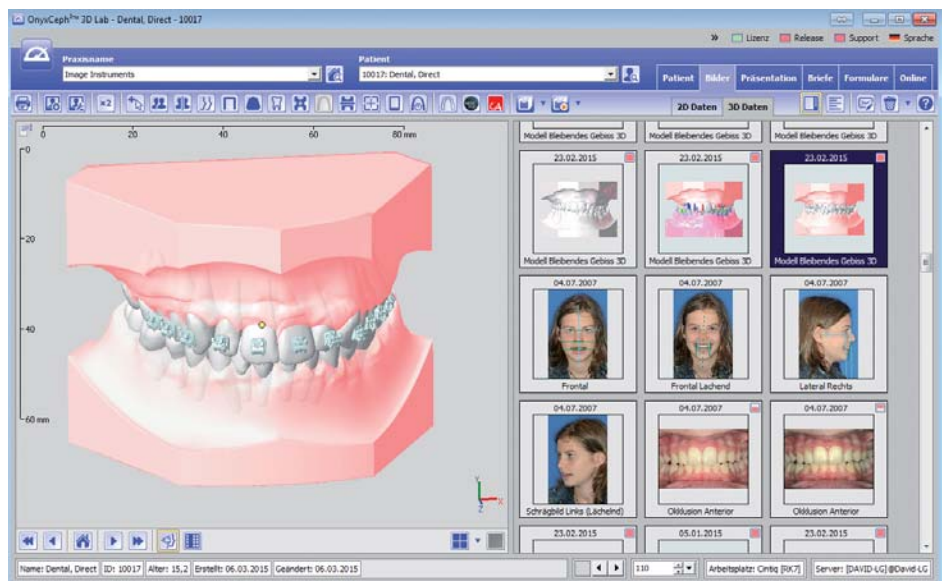 OnyxCeph³™ 3D Lab - Dental, Direct - 10017
» Lizenz Release Support Sprache
Praxisname Patient
Image Instruments 10017: Dental, Direct
Patient Bilder Präsentation Briefe Formulare Online
×2 CA 2D Daten 3D Daten ?
0 20 40 60 80 mm
0
20
40
60 mm
Y
X
Z
Modell Bleibendes Gebiss 3D Modell Bleibendes Gebiss 3D Modell Bleibendes Gebiss 3D
23.02.2015 23.02.2015 23.02.2015
Modell Bleibendes Gebiss 3D Modell Bleibendes Gebiss 3D Modell Bleibendes Gebiss 3D
04.07.2007 04.07.2007 04.07.2007
Frontal Frontal Lachend Lateral Rechts
04.07.2007 04.07.2007 04.07.2007
Schrägbild Links (Lächelnd) Okklusion Anterior Okklusion Anterior
23.02.2015 05.01.2015 23.02.2015
Name: Dental, Direct ID: 10017 Alter: 15,2 Erstellt: 06.03.2015 Geändert: 06.03.2015 110 Arbeitsplatz: Cintiq [RK7] Server: [DAVID-LG]@David-LG